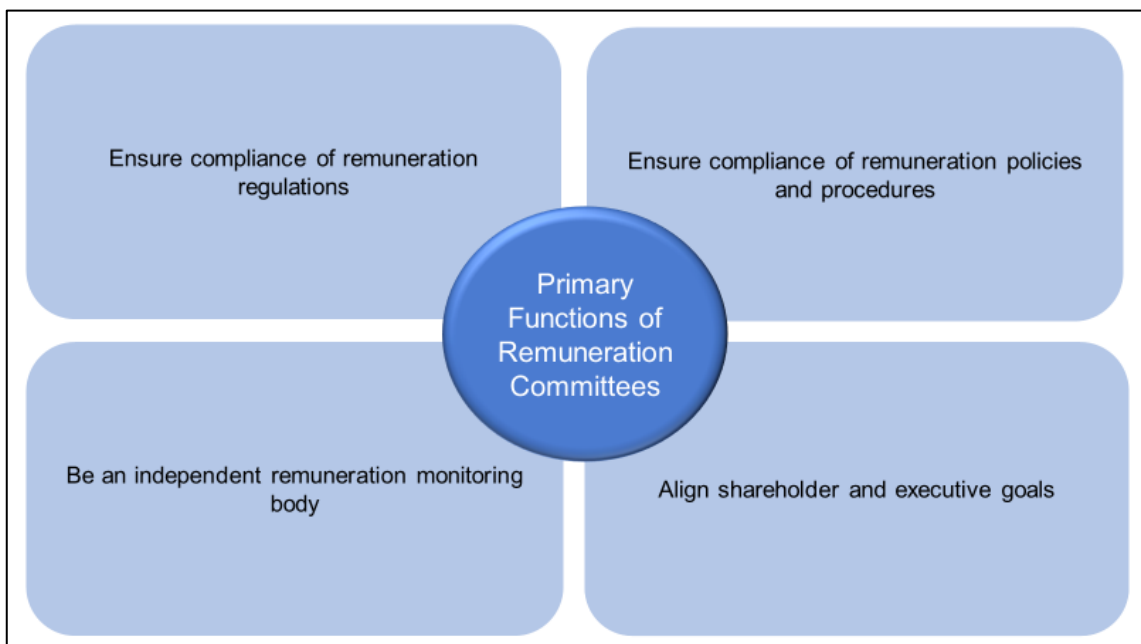 Ensure compliance of remuneration
regulations
Ensure compliance of remuneration policies
and procedures
Primary
Functions of
Remuneration
Committees
Be an independent remuneration monitoring
body
Align shareholder and executive goals